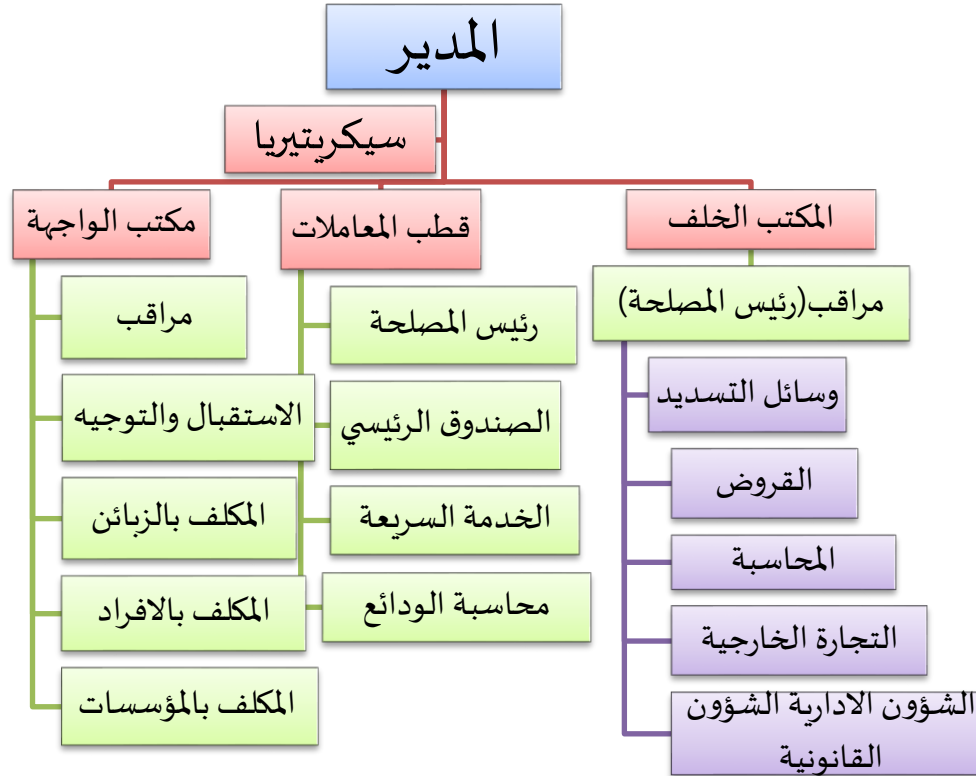 المدير
سيكريتيريا
المكتب الخلف
قطب المعاملات
مكتب الواجهة
مراقب(رئيس المصلحة)
وسائل التسديد
القروض
المحاسبة
التجارة الخارجية
الشؤون الادارية الشؤون
القانونية
رئيس المصلحة
الصندوق الرئيسي
الخدمة السريعة
محاسبة الودائع
مراقب
الاستقبال والتوجيه
المكلف بالزبائن
المكلف بالافراد
المكلف بالمؤسسات